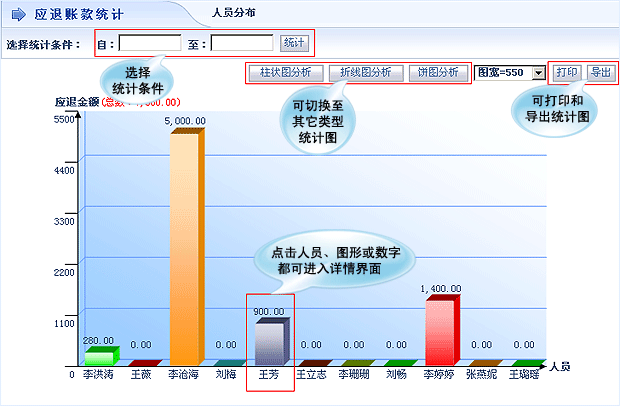 应退账款统计 人员分布
选择统计条件： 自： 至： 统计
选择
统计条件
柱状图分析 折线图分析 饼图分析 图宽=550 打印 导出
可切换至
其它类型
统计图
可打印和
导出统计图
应退金额
5500
4400
3300
2200
1100
0
点击人员、图形或数字
都可进入详情界面
280.00 0.00 5,000.00 0.00 900.00 0.00 0.00 0.00 1,400.00 0.00 0.00
李洪涛 王薇 李沧海 刘梅 王芳 王立志 李珊珊 刘畅 李婷婷 张燕妮 王璐瑶
人员